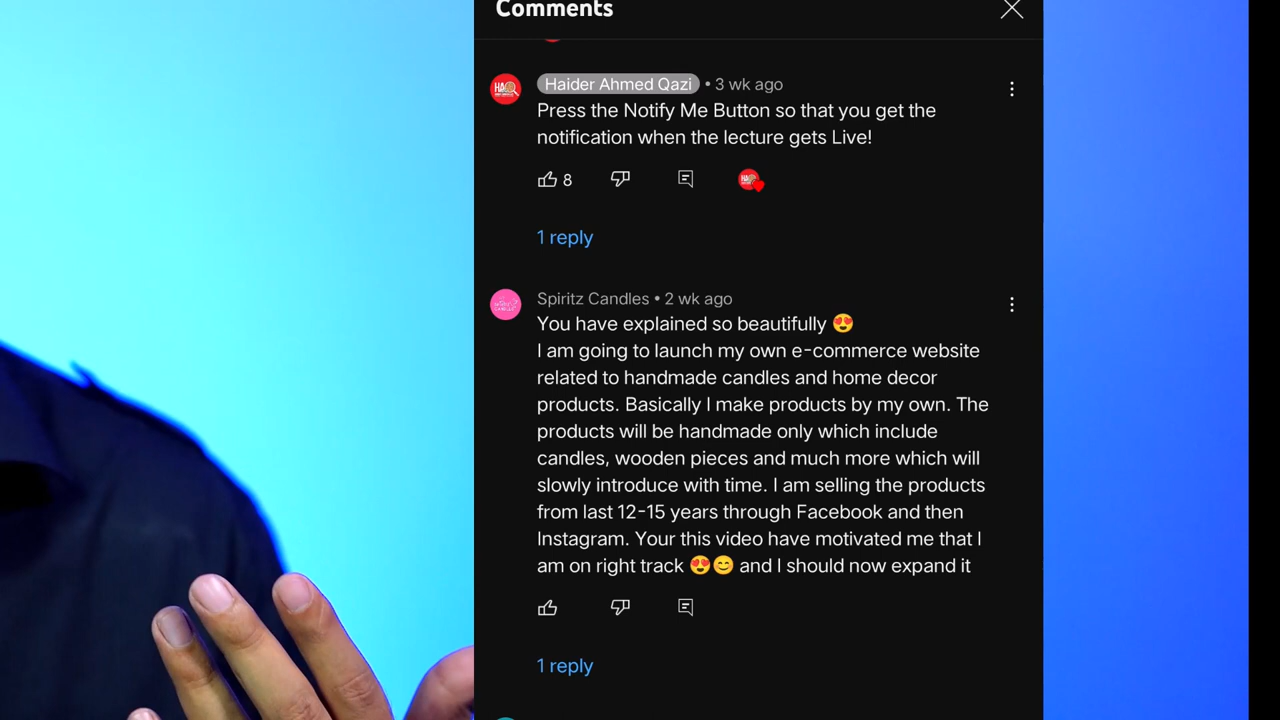 Comments
Haider Ahmed Qazi • 3 wk ago
Press the Notify Me Button so that you get the
notification when the lecture gets Live!
8
1 reply
Spiritz Candles • 2 wk ago
You have explained so beautifully 😍
I am going to launch my own e-commerce website
related to handmade candles and home decor
products. Basically I make products by my own. The
products will be handmade only which include
candles, wooden pieces and much more which will
slowly introduce with time. I am selling the products
from last 12-15 years through Facebook and then
Instagram. Your this video have motivated me that I
am on right track 😍😊 and I should now expand it
1 reply